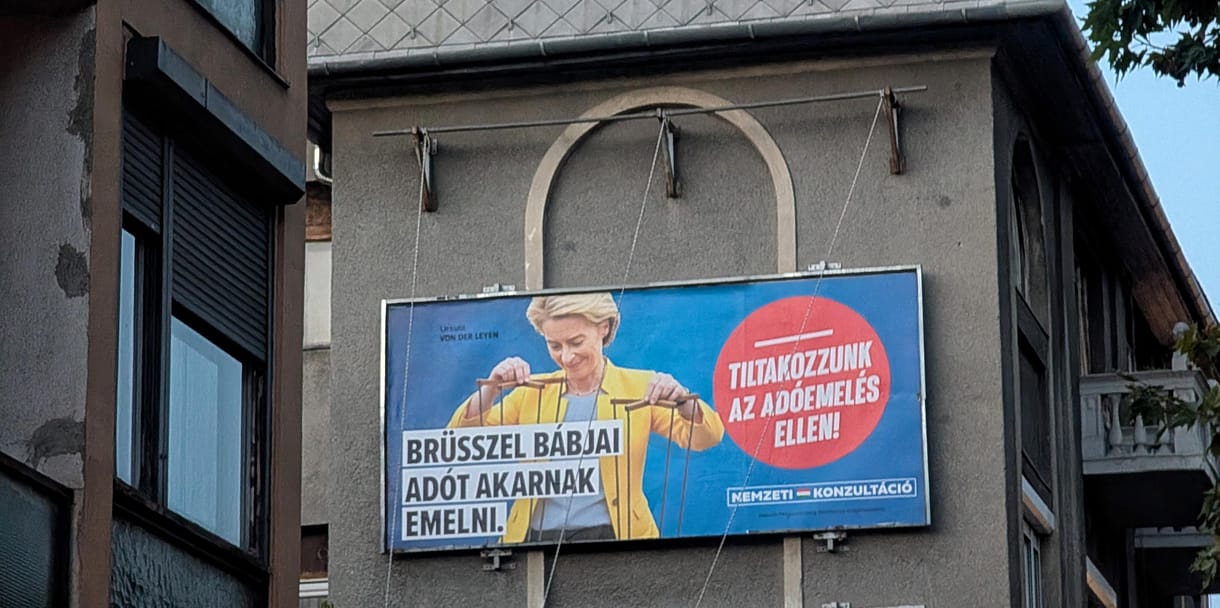 Ursula
VON DER LEYEN
BRÜSSZEL BÁBJAI
ADÓT AKARNAK
EMELNI.
TILTAKOZZUNK
AZ ADÓEMELÉS
ELLEN!
NEMZETI KONZULTÁCIÓ